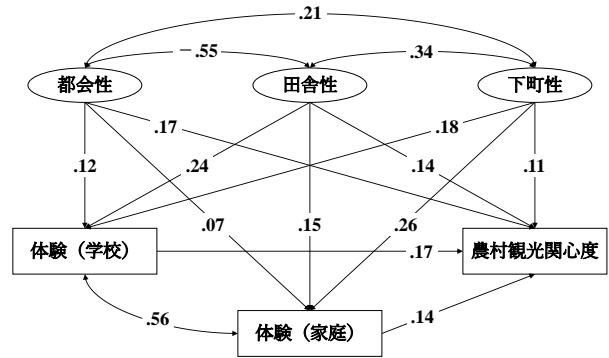 .21
－.55
.34
都会性
田舎性
下町性
.17
.18
.12
.24
.14
.11
.07
.15
.26
体験（学校）
.17
農村観光関心度
.56
体験（家庭）
.14